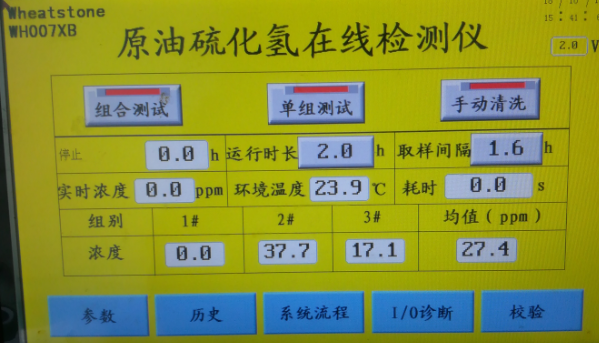 Wheatstone
WH007XB
原油硫化氢在线检测仪
2.0 V
组合测试 单组测试 手动清洗
停止 0.0 h 运行时长 2.0 h 取样间隔 1.6 h
实时浓度 0.0 ppm 环境温度 23.9 ℃ 耗时 0.0 s
组别 1# 2# 3# 均值(ppm)
浓度 0.0 37.7 17.1 27.4
参数 历史 系统流程 I/O诊断 校验